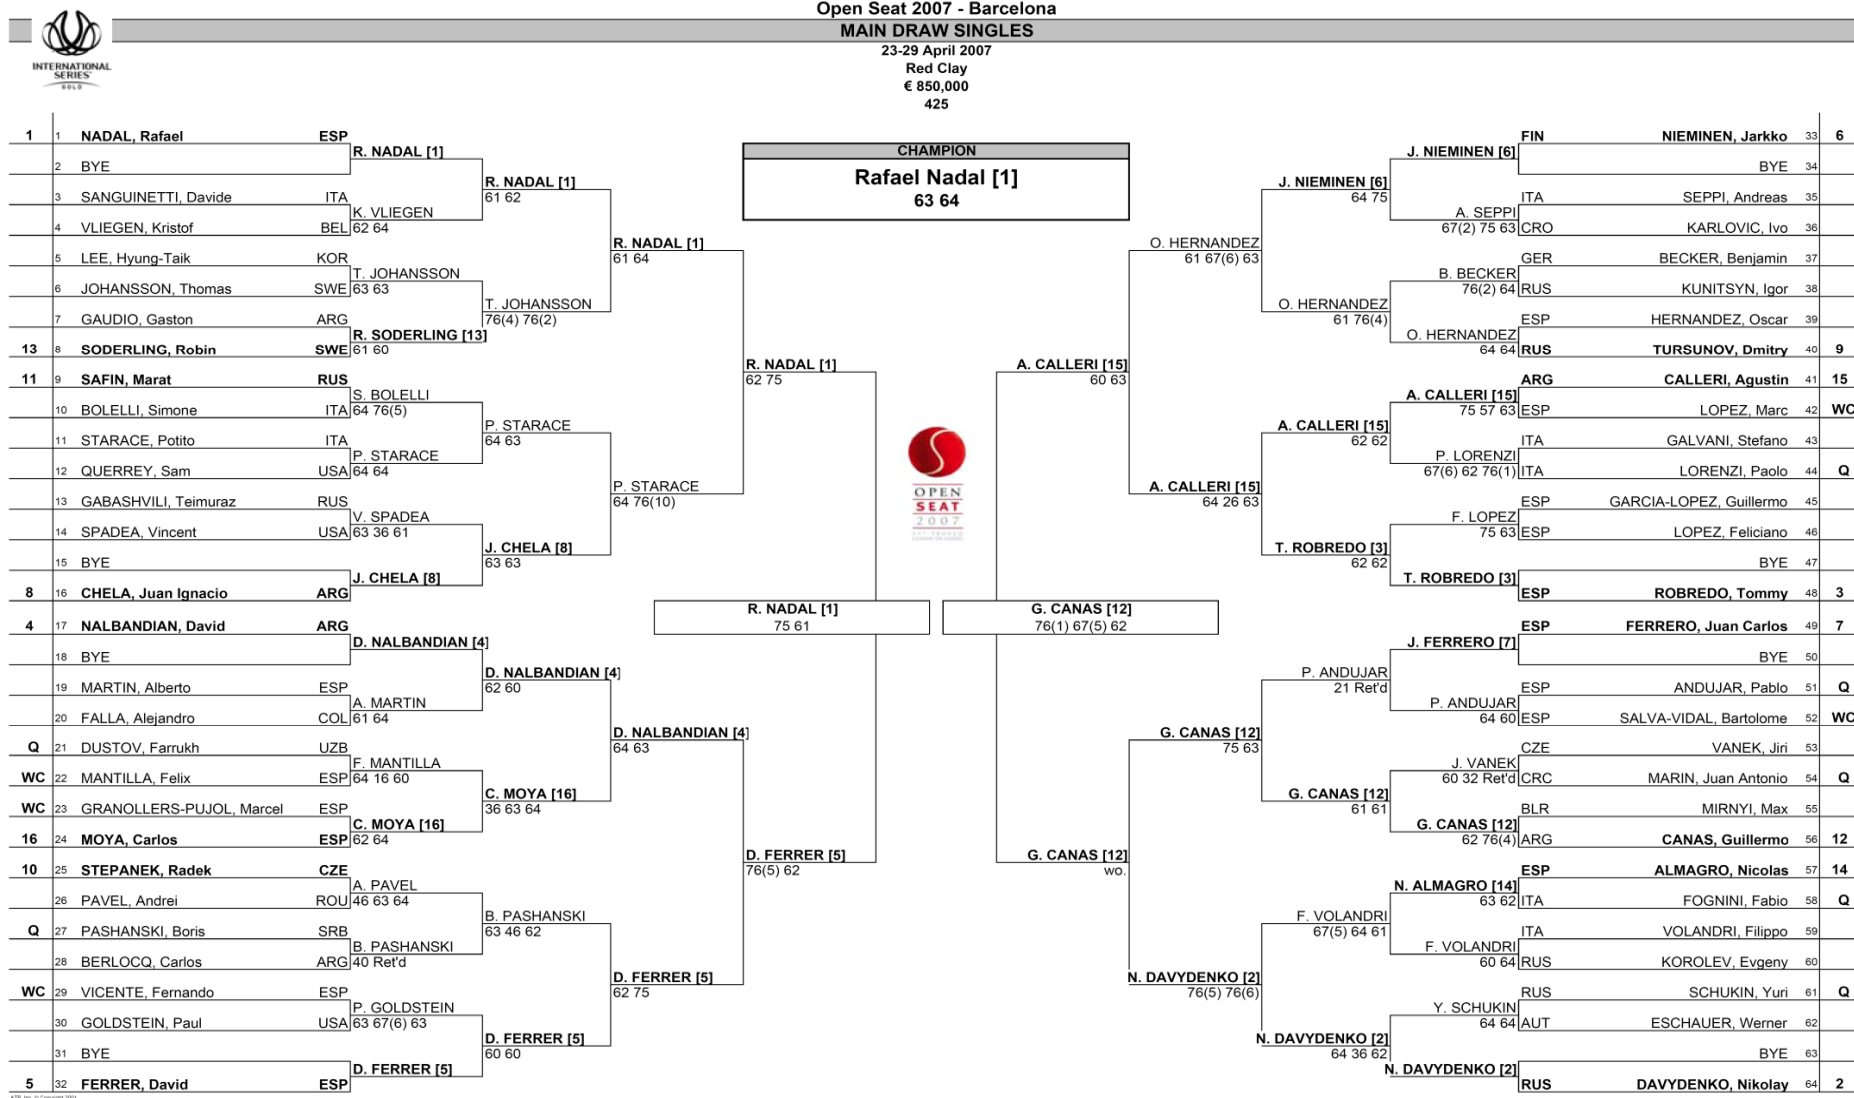 Open Seat 2007 - Barcelona
MAIN DRAW SINGLES
23-29 April 2007
Red Clay
€ 850,000
425
INTERNATIONAL
SERIES
GOLD
1 1 NADAL, Rafael ESP
2 BYE
3 SANGUINETTI, Davide ITA
4 VLIEGEN, Kristof BEL
5 LEE, Hyung-Taik KOR
6 JOHANSSON, Thomas SWE
7 GAUDIO, Gaston ARG
13 8 SODERLING, Robin SWE
11 9 SAFIN, Marat RUS
10 BOLELLI, Simone ITA
11 STARACE, Potito ITA
12 QUERREY, Sam USA
13 GABASHVILI, Teimuraz RUS
14 SPADEA, Vincent USA
15 BYE
8 16 CHELA, Juan Ignacio ARG
4 17 NALBANDIAN, David ARG
18 BYE
19 MARTIN, Alberto ESP
20 FALLA, Alejandro COL
Q 21 DUSTOV, Farrukh UZB
WC 22 MANTILLA, Felix ESP
WC 23 GRANOLLERS-PUJOL, Marcel ESP
16 24 MOYA, Carlos ESP
10 25 STEPANEK, Radek CZE
26 PAVEL, Andrei ROU
Q 27 PASHANSKI, Boris SRB
28 BERLOCQ, Carlos ARG
WC 29 VICENTE, Fernando ESP
30 GOLDSTEIN, Paul USA
31 BYE
5 32 FERRER, David ESP
R. NADAL [1]
K. VLIEGEN
62 64
T. JOHANSSON
63 63
R. SODERLING [13]
61 60
S. BOLELLI
64 76(5)
P. STARACE
64 64
V. SPADEA
63 36 61
J. CHELA [8]
D. NALBANDIAN [4]
A. MARTIN
61 64
F. MANTILLA
64 16 60
C. MOYA [16]
62 64
A. PAVEL
46 63 64
B. PASHANSKI
40 Ret'd
P. GOLDSTEIN
63 67(6) 63
D. FERRER [5]
R. NADAL [1]
61 62
T. JOHANSSON
76(4) 76(2)
P. STARACE
64 63
J. CHELA [8]
63 63
D. NALBANDIAN [4]
62 60
C. MOYA [16]
36 63 64
B. PASHANSKI
63 46 62
D. FERRER [5]
60 60
R. NADAL [1]
61 64
P. STARACE
64 76(10)
D. NALBANDIAN [4]
64 63
D. FERRER [5]
62 75
R. NADAL [1]
62 75
D. FERRER [5]
76(5) 62
R. NADAL [1]
75 61
CHAMPION
Rafael Nadal [1]
63 64
OPEN
SEAT
2007
G. CANAS [12]
76(1) 67(5) 62
A. CALLERI [15]
60 63
G. CANAS [12]
wo.
O. HERNANDEZ
61 67(6) 63
A. CALLERI [15]
64 26 63
G. CANAS [12]
75 63
N. DAVYDENKO [2]
76(5) 76(6)
J. NIEMINEN [6]
64 75
O. HERNANDEZ
61 76(4)
A. CALLERI [15]
62 62
T. ROBREDO [3]
62 62
P. ANDUJAR
21 Ret'd
G. CANAS [12]
61 61
F. VOLANDRI
67(5) 64 61
N. DAVYDENKO [2]
64 36 62
J. NIEMINEN [6]
A. SEPPI
67(2) 75 63
B. BECKER
76(2) 64
O. HERNANDEZ
64 64
A. CALLERI [15]
75 57 63
P. LORENZI
67(6) 62 76(1)
F. LOPEZ
75 63
T. ROBREDO [3]
J. FERRERO [7]
P. ANDUJAR
64 60
J. VANEK
60 32 Ret'd
G. CANAS [12]
62 76(4)
N. ALMAGRO [14]
63 62
F. VOLANDRI
60 64
Y. SCHUKIN
64 64
N. DAVYDENKO [2]
FIN NIEMINEN, Jarkko 33 6
BYE 34
ITA SEPPI, Andreas 35
CRO KARLOVIC, Ivo 36
GER BECKER, Benjamin 37
RUS KUNITSYN, Igor 38
ESP HERNANDEZ, Oscar 39
RUS TURSUNOV, Dmitry 40 9
ARG CALLERI, Agustin 41 15
ESP LOPEZ, Marc 42 WC
ITA GALVANI, Stefano 43
ITA LORENZI, Paolo 44 Q
ESP GARCIA-LOPEZ, Guillermo 45
ESP LOPEZ, Feliciano 46
BYE 47
ESP ROBREDO, Tommy 48 3
ESP FERRERO, Juan Carlos 49 7
BYE 50
ESP ANDUJAR, Pablo 51 Q
ESP SALVA-VIDAL, Bartolome 52 WC
CZE VANEK, Jiri 53
CRC MARIN, Juan Antonio 54 Q
BLR MIRNYI, Max 55
ARG CANAS, Guillermo 56 12
ESP ALMAGRO, Nicolas 57 14
ITA FOGNINI, Fabio 58 Q
ITA VOLANDRI, Filippo 59
RUS KOROLEV, Evgeny 60
RUS SCHUKIN, Yuri 61 Q
AUT ESCHAUER, Werner 62
BYE 63
RUS DAVYDENKO, Nikolay 64 2